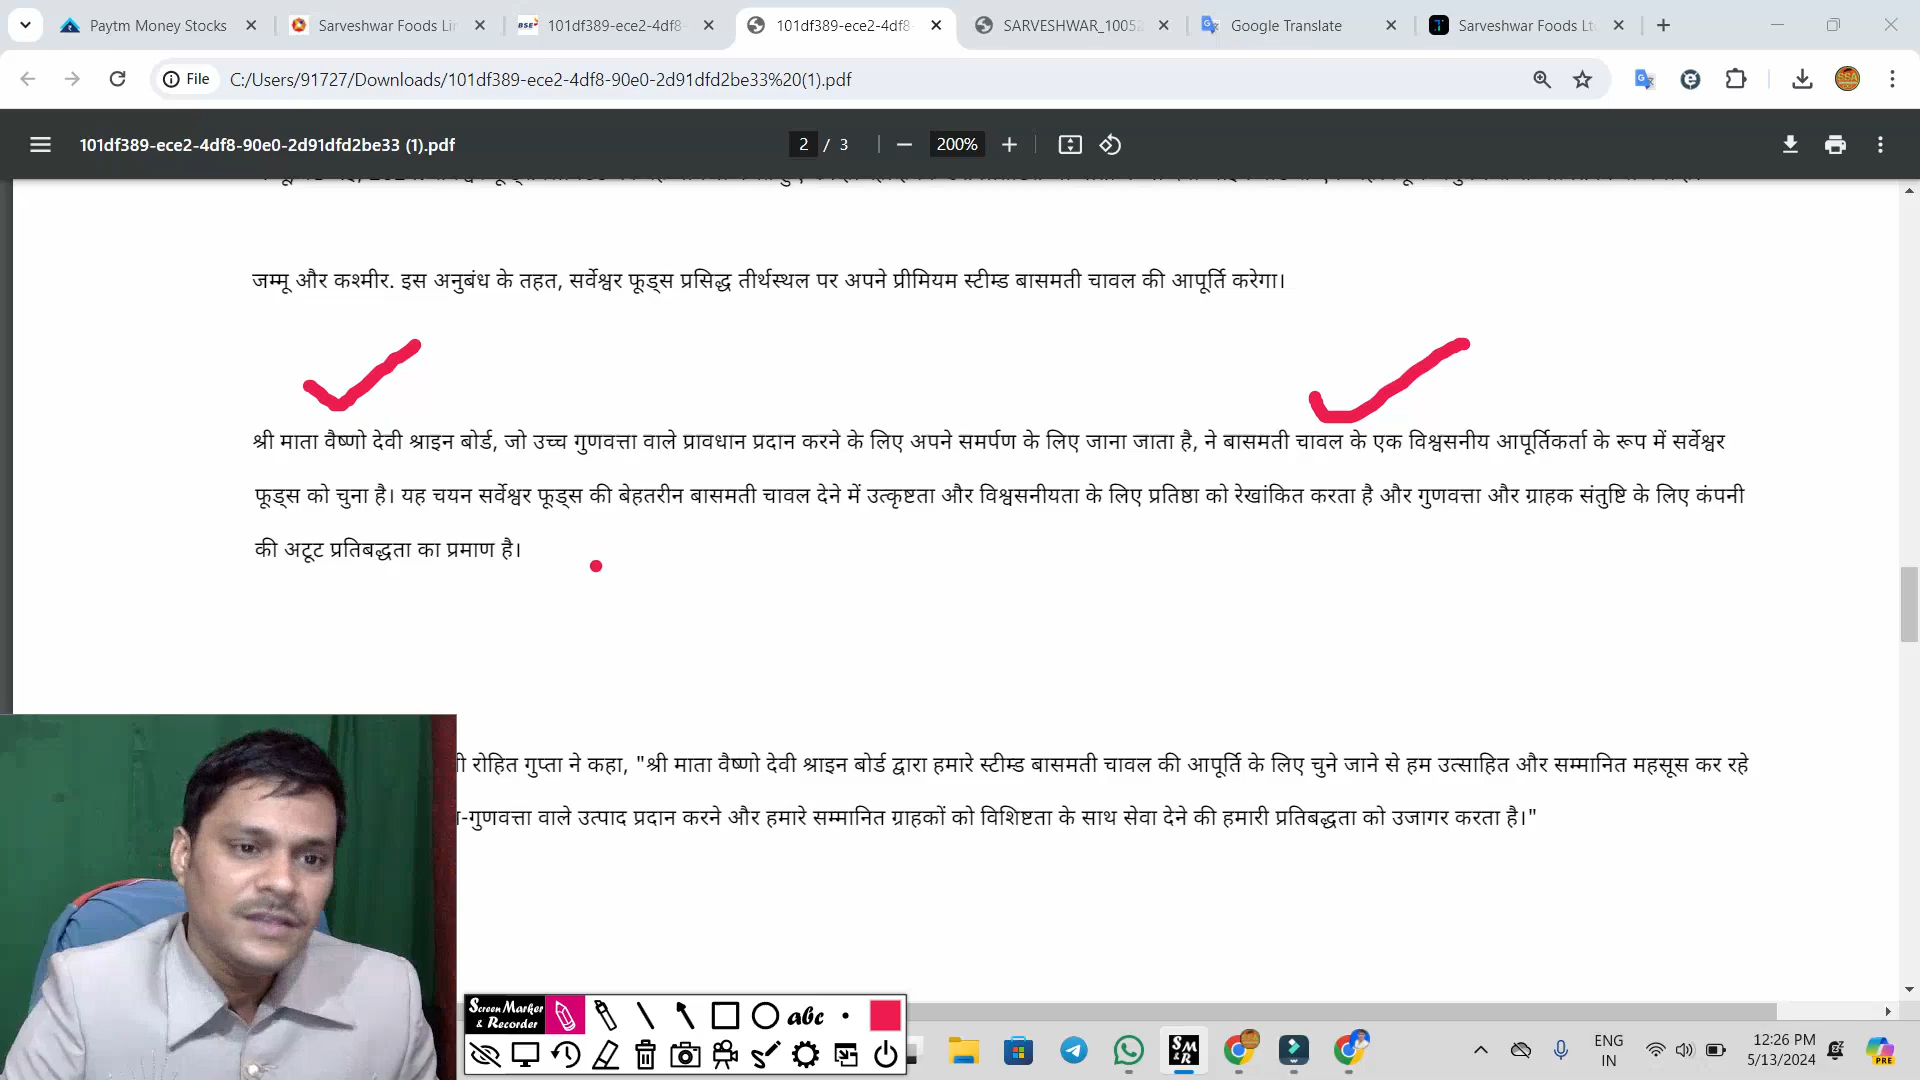 Paytm Money Stocks
Sarveshwar Foods Li
BSE 101df389-ece2-4df8-
101df389-ece2-4df8-
SARVESHWAR_10052
Google Translate
Sarveshwar Foods Lt
File C:/Users/91727/Downloads/101df389-ece2-4df8-90e0-2d91dfd2be33%20(1).pdf
101df389-ece2-4df8-90e0-2d91dfd2be33 (1).pdf 2 / 3 200%
जम्मू और कश्मीर. इस अनुबंध के तहत, सर्वेश्वर फूड्स प्रसिद्ध तीर्थस्थल पर अपने प्रीमियम स्टीम्ड बासमती चावल की आपूर्ति करेगा।
श्री माता वैष्णो देवी श्राइन बोर्ड, जो उच्च गुणवत्ता वाले प्रावधान प्रदान करने के लिए अपने समर्पण के लिए जाना जाता है, ने बासमती चावल के एक विश्वसनीय आपूर्तिकर्ता के रूप में सर्वेश्वर
फूड्स को चुना है। यह चयन सर्वेश्वर फूड्स की बेहतरीन बासमती चावल देने में उत्कृष्टता और विश्वसनीयता के लिए प्रतिष्ठा को रेखांकित करता है और गुणवत्ता और ग्राहक संतुष्टि के लिए कंपनी
की अटूट प्रतिबद्धता का प्रमाण है।
रोहित गुप्ता ने कहा, "श्री माता वैष्णो देवी श्राइन बोर्ड द्वारा हमारे स्टीम्ड बासमती चावल की आपूर्ति के लिए चुने जाने से हम उत्साहित और सम्मानित महसूस कर रहे
-गुणवत्ता वाले उत्पाद प्रदान करने और हमारे सम्मानित ग्राहकों को विशिष्टता के साथ सेवा देने की हमारी प्रतिबद्धता को उजागर करता है।"
Screen Marker
& Recorder
abc
SM
&R
ENG
IN
12:26 PM
5/13/2024
PRE